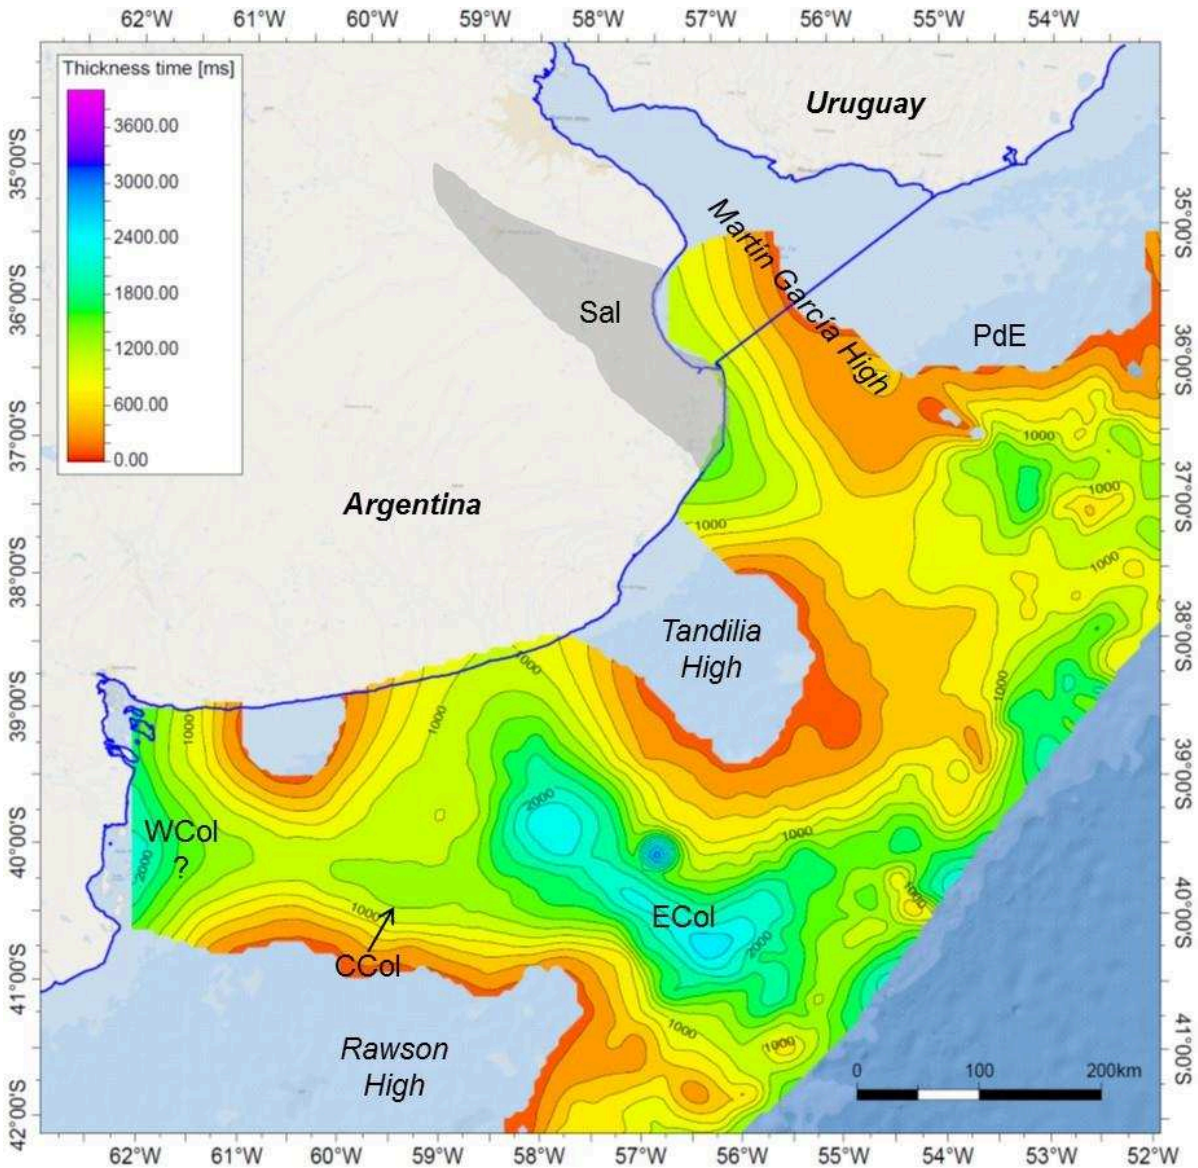 62°W 61°W 60°W 59°W 58°W 57°W 56°W 55°W 54°W
Thickness time [ms]
3600.00
3000.00
2400.00
1800.00
1200.00
600.00
0.00
Uruguay
Martín García High
Sal
PdE
Argentina
Tandilia
High
WCol
?
CCol
ECol
Rawson
High
1000
1000
1000
1000
1000
1000
1000
1000
2000
2000
1000
1000
1000
2000
1000
1000
35°00'S
36°00'S
37°00'S
38°00'S
39°00'S
40°00'S
41°00'S
42°00'S
35°00'S
36°00'S
37°00'S
38°00'S
39°00'S
40°00'S
41°00'S
0 100 200km
62°W 61°W 60°W 59°W 58°W 57°W 56°W 55°W 54°W 53°W 52°W